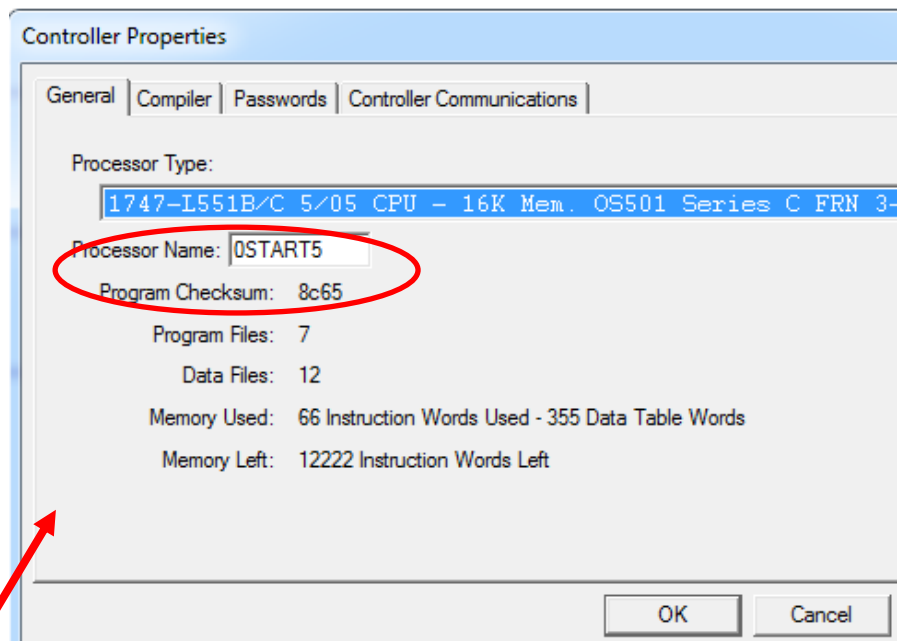 Controller Properties
General Compiler Passwords Controller Communications
Processor Type:
1747-L551B/C 5/05 CPU - 16K Mem. OS501 Series C FRN 3-
Processor Name: 0START5
Program Checksum: 8c65
Program Files: 7
Data Files: 12
Memory Used: 66 Instruction Words Used - 355 Data Table Words
Memory Left: 12222 Instruction Words Left
OK Cancel